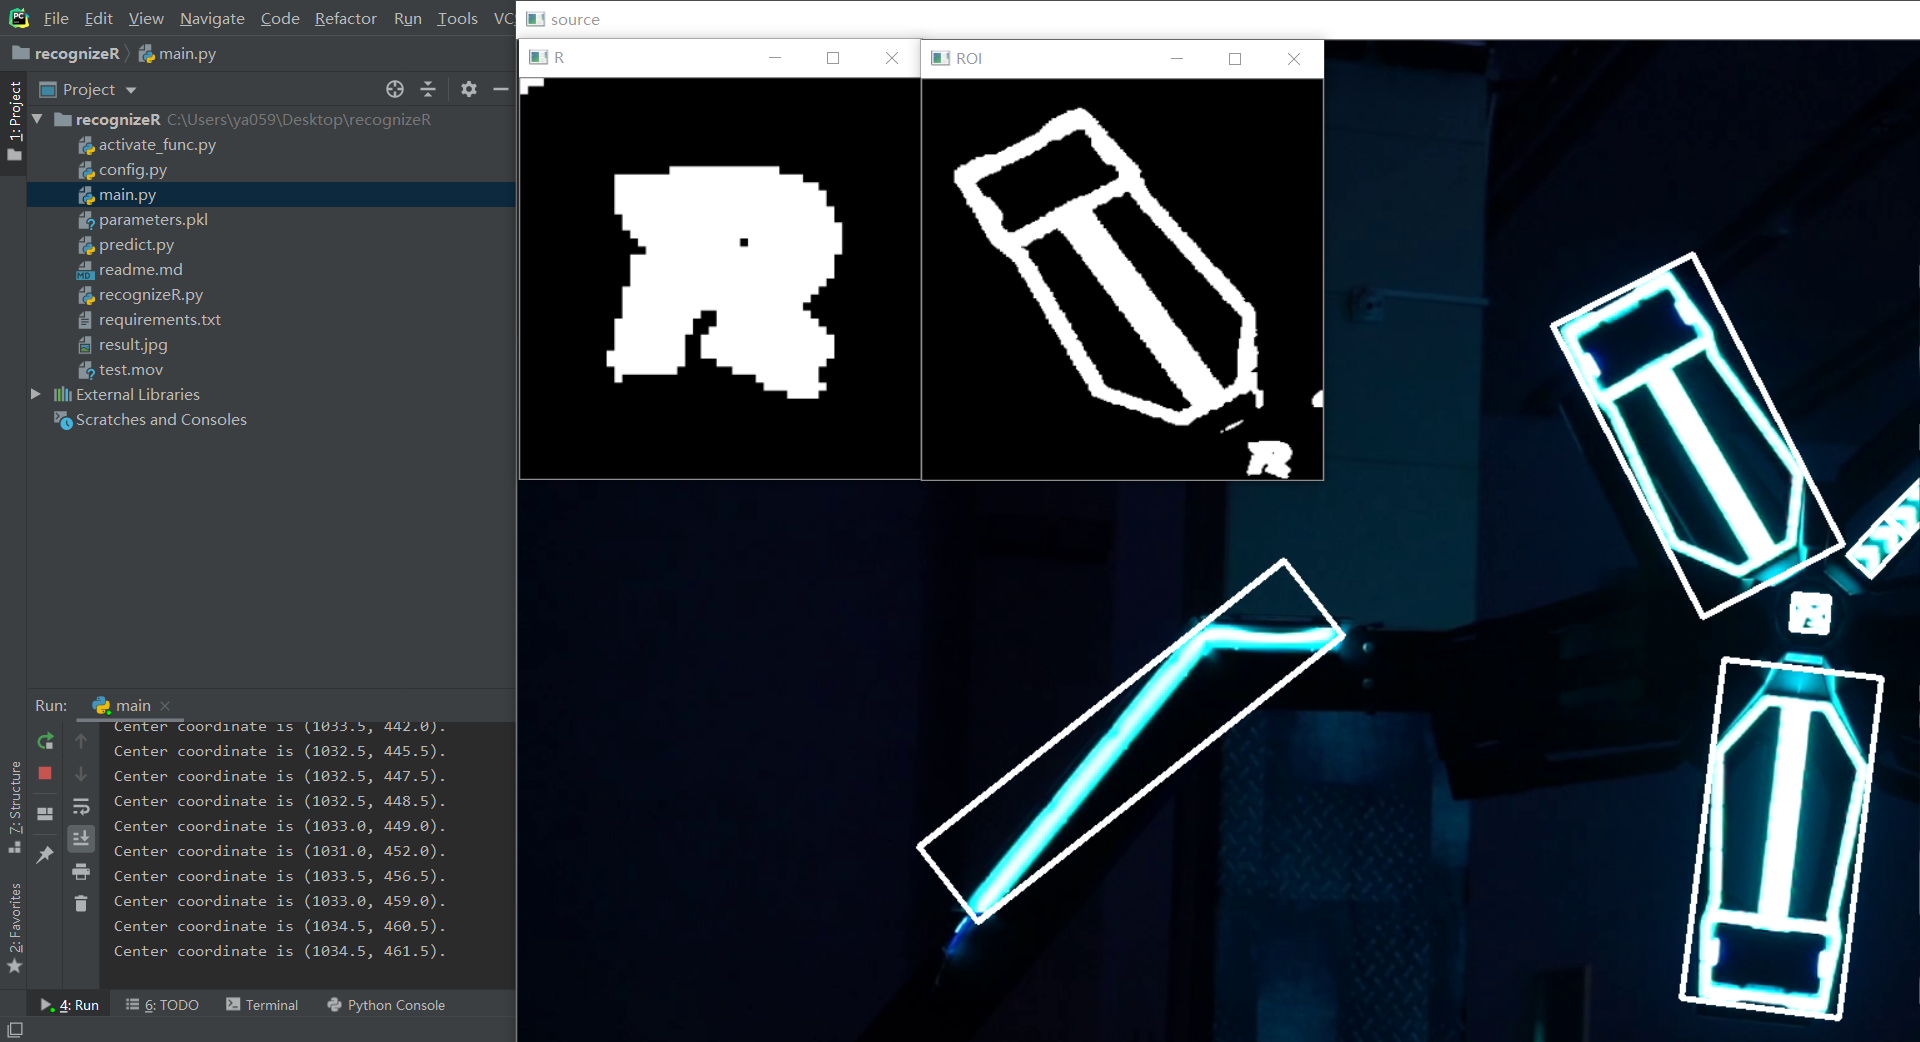 PC File Edit View Navigate Code Refactor Run Tools VC
source
recognizeR main.py
R
ROI
1: Project
Project
recognizeR C:\Users\ya059\Desktop\recognizeR
activate_func.py
config.py
main.py
parameters.pkl
predict.py
readme.md
recognizeR.py
requirements.txt
result.jpg
test.mov
External Libraries
Scratches and Consoles
R
R
R
Run: main
Center coordinate is (1033.5, 442.0).
Center coordinate is (1032.5, 445.5).
Center coordinate is (1032.5, 447.5).
Center coordinate is (1032.5, 448.5).
Center coordinate is (1033.0, 449.0).
Center coordinate is (1031.0, 452.0).
Center coordinate is (1033.5, 456.5).
Center coordinate is (1033.0, 459.0).
Center coordinate is (1034.5, 460.5).
Center coordinate is (1034.5, 461.5).
7: Structure
2: Favorites
4: Run 6: TODO Terminal Python Console